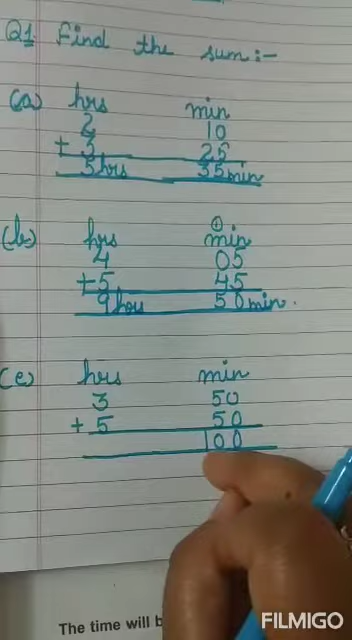 Q1 Find the sum:-
(a) hrs min
2 10
+ 3 25
5hrs 35min
(b) hrs min
4 05
+5 45
9hrs 50min.
(c) hrs min
3 50
+ 5 50
100
The time will b
FILMIGO